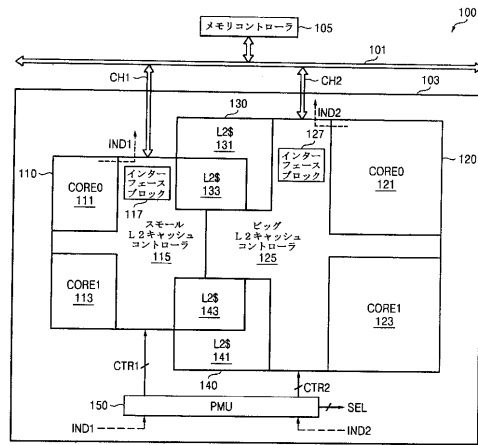 100
メモリコントローラ
105
101
CH1
CH2
103
IND1
130
IND2
L2$
131
127
インターフェースブロック
110
120
CORE0
111
インターフェースブロック
117
L2$
133
CORE0
121
スモール
L2キャッシュ
コントローラ
115
ビッグ
L2キャッシュ
コントローラ
125
CORE1
113
L2$
143
CORE1
123
L2$
141
CTR1
140
CTR2
150
PMU
SEL
IND1
IND2